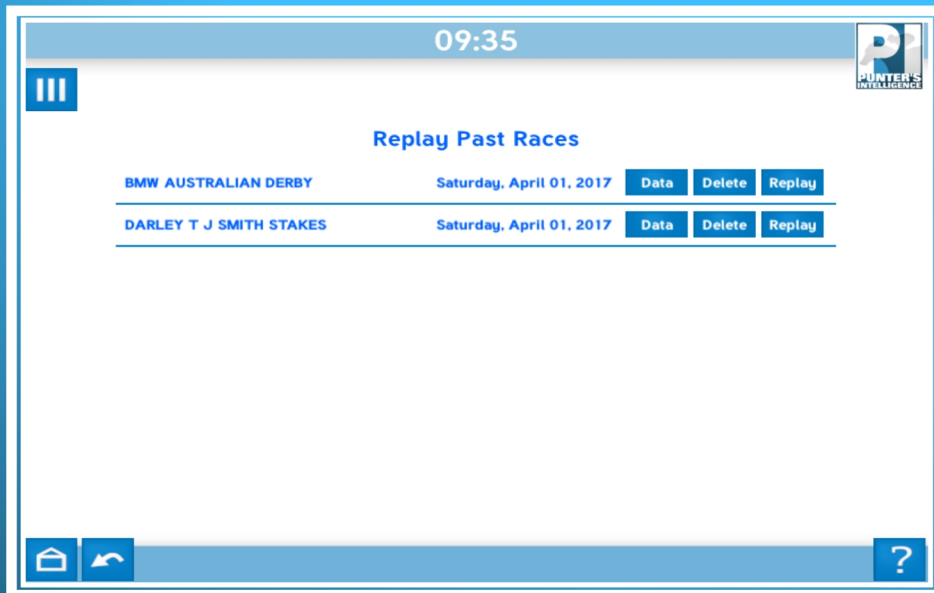 09:35
PI
PUNTER'S
INTELLIGENCE
Replay Past Races
BMW AUSTRALIAN DERBY Saturday, April 01, 2017 Data Delete Replay
DARLEY T J SMITH STAKES Saturday, April 01, 2017 Data Delete Replay
?